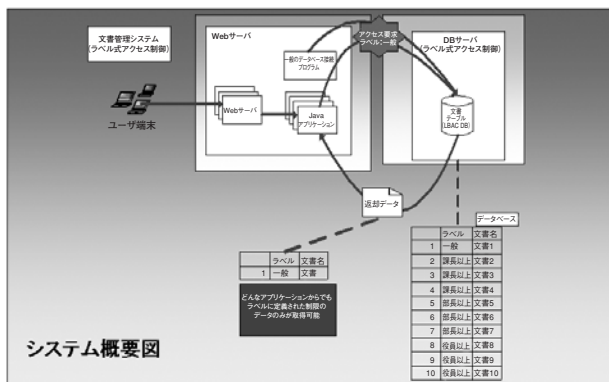 文書管理システム
(ラベル式アクセス制御)
Webサーバ
一般のデータベース接続
プログラム
アクセス要求
ラベル:一般
DBサーバ
(ラベル式アクセス制御)
ユーザ端末
Webサーバ
Java
アプリケーション
文書
テーブル
(LBAC DB)
返却データ
データベース
ラベル 文書名
1 一般 文書
どんなアプリケーションからでも
ラベルに定義された制限の
データのみが取得可能
ラベル 文書名
1 一般 文書1
2 課長以上 文書2
3 課長以上 文書3
4 課長以上 文書4
5 部長以上 文書5
6 部長以上 文書6
7 部長以上 文書7
8 役員以上 文書8
9 役員以上 文書9
10 役員以上 文書10
システム概要図